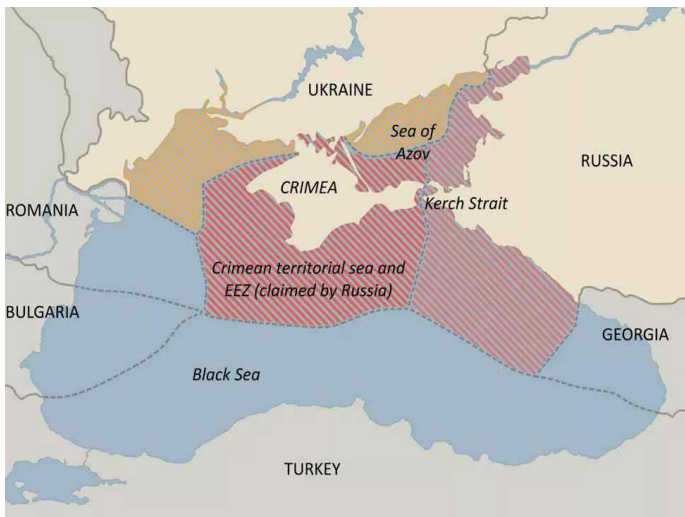 UKRAINE
Sea of
Azov
RUSSIA
CRIMEA
ROMANIA
Kerch Strait
Crimean territorial sea and
EEZ (claimed by Russia)
BULGARIA
GEORGIA
Black Sea
TURKEY